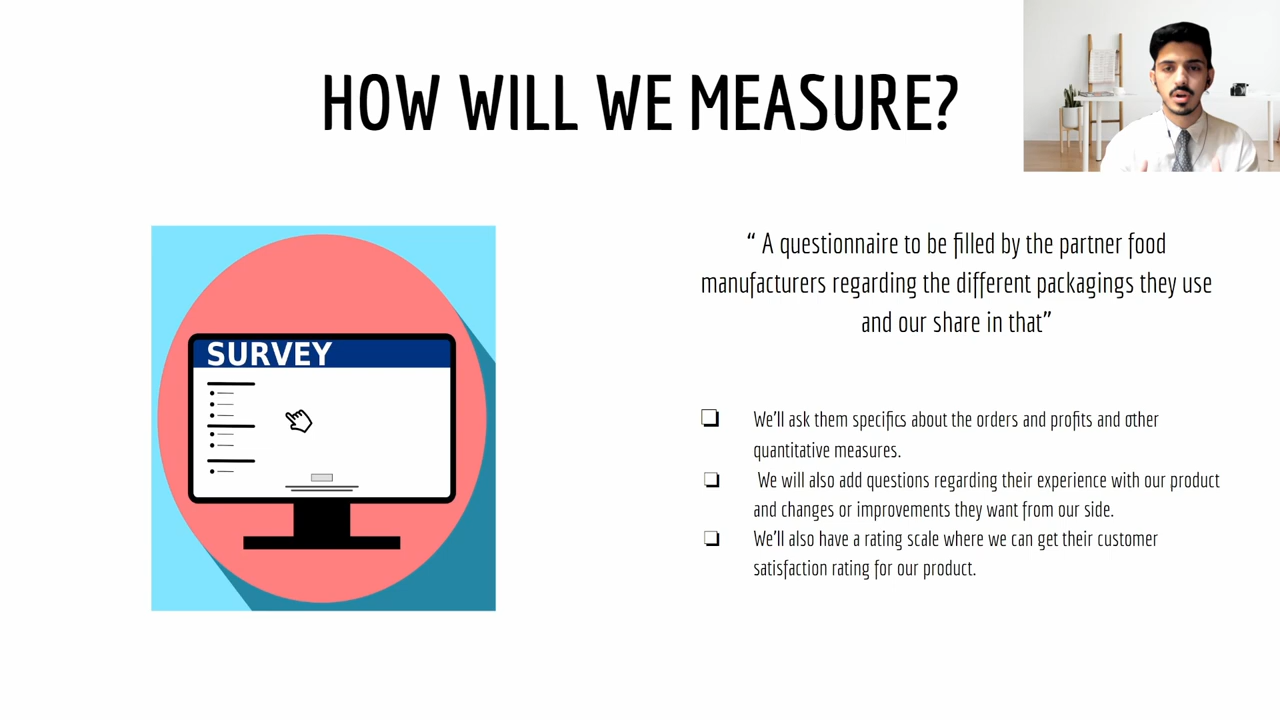 HOW WILL WE MEASURE?
SURVEY
“ A questionnaire to be filled by the partner food
manufacturers regarding the different packagings they use
and our share in that”
We'll ask them specifics about the orders and profits and other
quantitative measures.
We will also add questions regarding their experience with our product
and changes or improvements they want from our side.
We'll also have a rating scale where we can get their customer
satisfaction rating for our product.